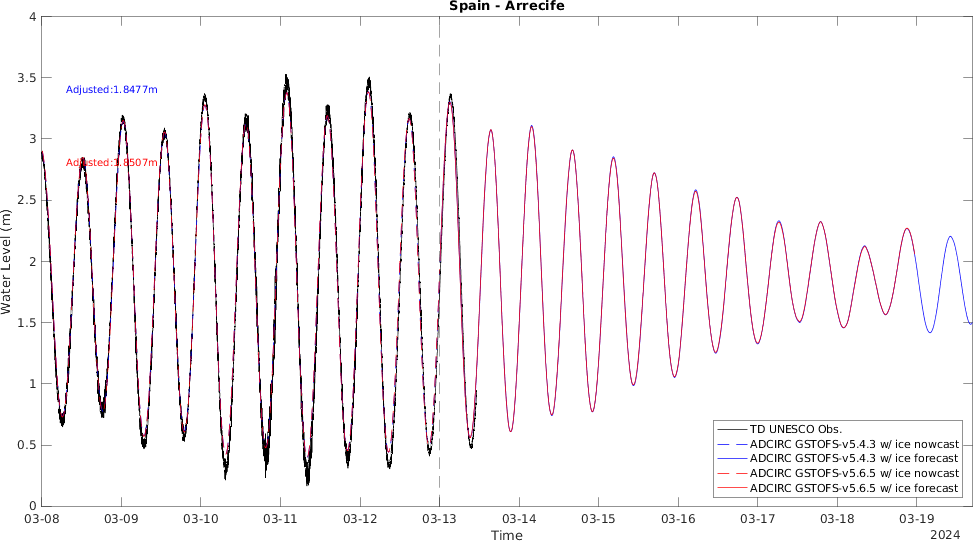 Spain - Arrecife
4
3.5
3
2.5
2
1.5
1
0.5
0
Water Level (m)
Adjusted:1.8477m
Adjusted:1.8507m
TD UNESCO Obs.
ADCIRC GSTOFS-v5.4.3 w/ ice nowcast
ADCIRC GSTOFS-v5.4.3 w/ ice forecast
ADCIRC GSTOFS-v5.6.5 w/ ice nowcast
ADCIRC GSTOFS-v5.6.5 w/ ice forecast
03-08 03-09 03-10 03-11 03-12 03-13 03-14 03-15 03-16 03-17 03-18 03-19
Time
2024